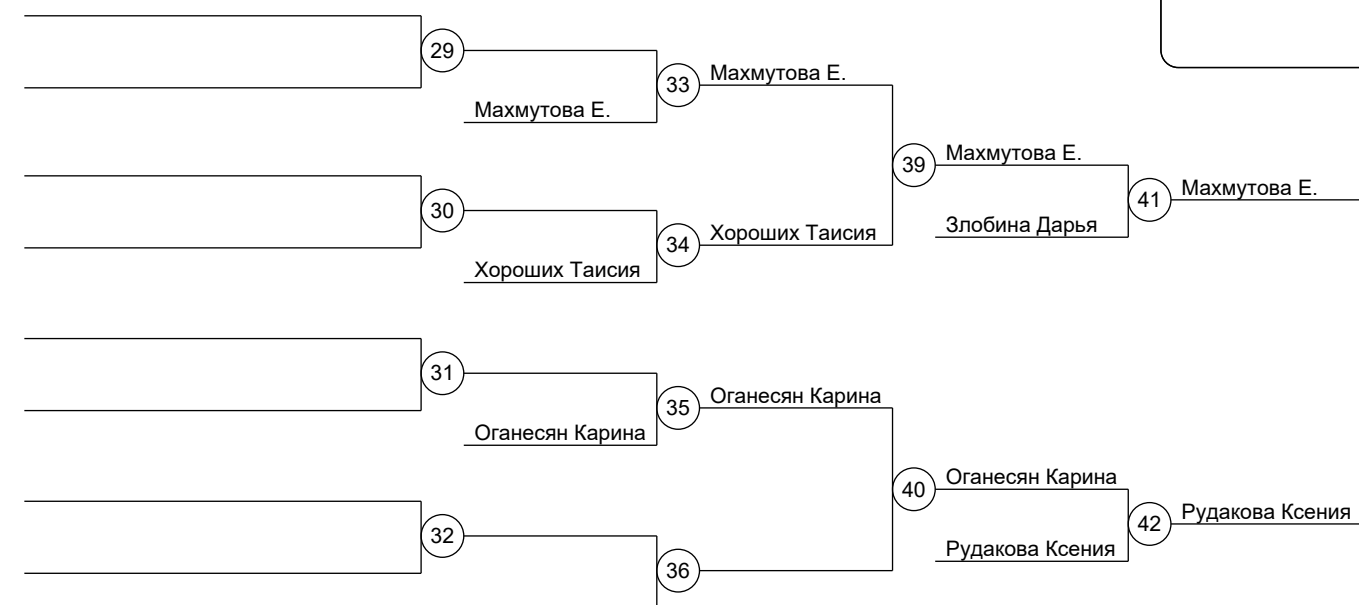 29
33
Махмутова Е.
Махмутова Е.
39
Махмутова Е.
41
Махмутова Е.
30
34
Хороших Таисия
Злобина Дарья
Хороших Таисия
31
35
Оганесян Карина
Оганесян Карина
40
Оганесян Карина
42
Рудакова Ксения
32
36
Рудакова Ксения